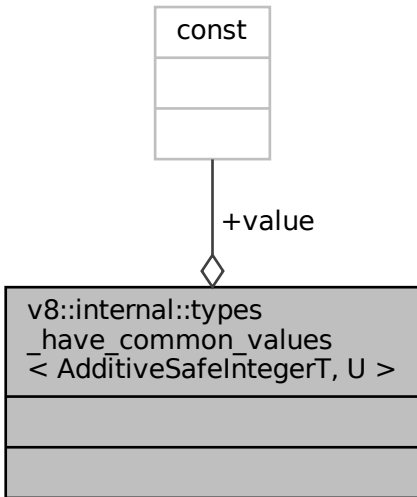 const
+value
v8::internal::types
_have_common_values
< AdditiveSafeIntegerT, U >